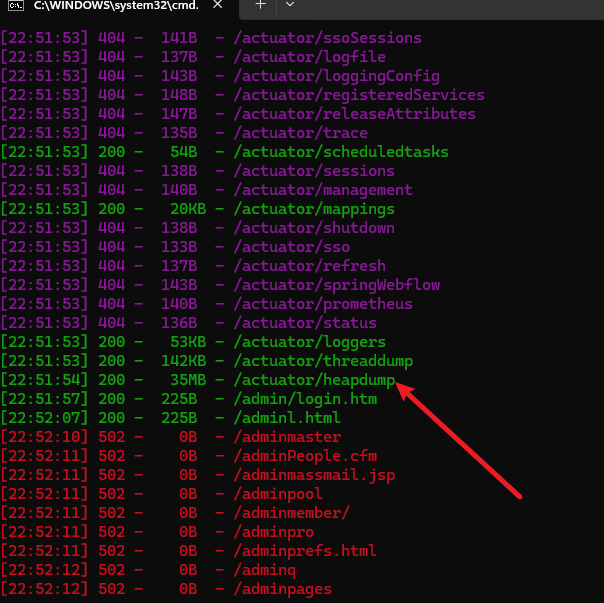 C:\WINDOWS\system32\cmd.
[22:51:53] 404 -  141B  - /actuator/ssoSessions
[22:51:53] 404 -  137B  - /actuator/logfile
[22:51:53] 404 -  143B  - /actuator/loggingConfig
[22:51:53] 404 -  148B  - /actuator/registeredServices
[22:51:53] 404 -  147B  - /actuator/releaseAttributes
[22:51:53] 404 -  135B  - /actuator/trace
[22:51:53] 200 -   54B  - /actuator/scheduledtasks
[22:51:53] 404 -  138B  - /actuator/sessions
[22:51:53] 404 -  140B  - /actuator/management
[22:51:53] 200 -   20KB - /actuator/mappings
[22:51:53] 404 -  138B  - /actuator/shutdown
[22:51:53] 404 -  133B  - /actuator/sso
[22:51:53] 404 -  137B  - /actuator/refresh
[22:51:53] 404 -  143B  - /actuator/springWebflow
[22:51:53] 404 -  140B  - /actuator/prometheus
[22:51:53] 404 -  136B  - /actuator/status
[22:51:53] 200 -   53KB - /actuator/loggers
[22:51:53] 200 -  142KB - /actuator/threaddump
[22:51:54] 200 -   35MB - /actuator/heapdump
[22:51:57] 200 -  225B  - /admin/login.htm
[22:52:07] 200 -  225B  - /adminl.html
[22:52:10] 502 -    0B  - /adminmaster
[22:52:11] 502 -    0B  - /adminPeople.cfm
[22:52:11] 502 -    0B  - /adminmassmail.jsp
[22:52:11] 502 -    0B  - /adminpool
[22:52:11] 502 -    0B  - /adminmember/
[22:52:11] 502 -    0B  - /adminpro
[22:52:11] 502 -    0B  - /adminprefs.html
[22:52:12] 502 -    0B  - /adminq
[22:52:12] 502 -    0B  - /adminpages